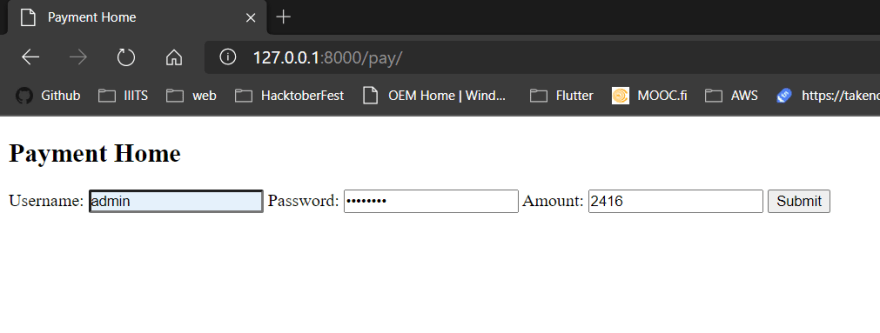 Payment Home
127.0.0.1:8000/pay/
Github IIITS web HacktoberFest OEM Home | Wind... Flutter MOOC.fi AWS https://takenc
Payment Home
Username: admin Password: •••••••• Amount: 2416 Submit